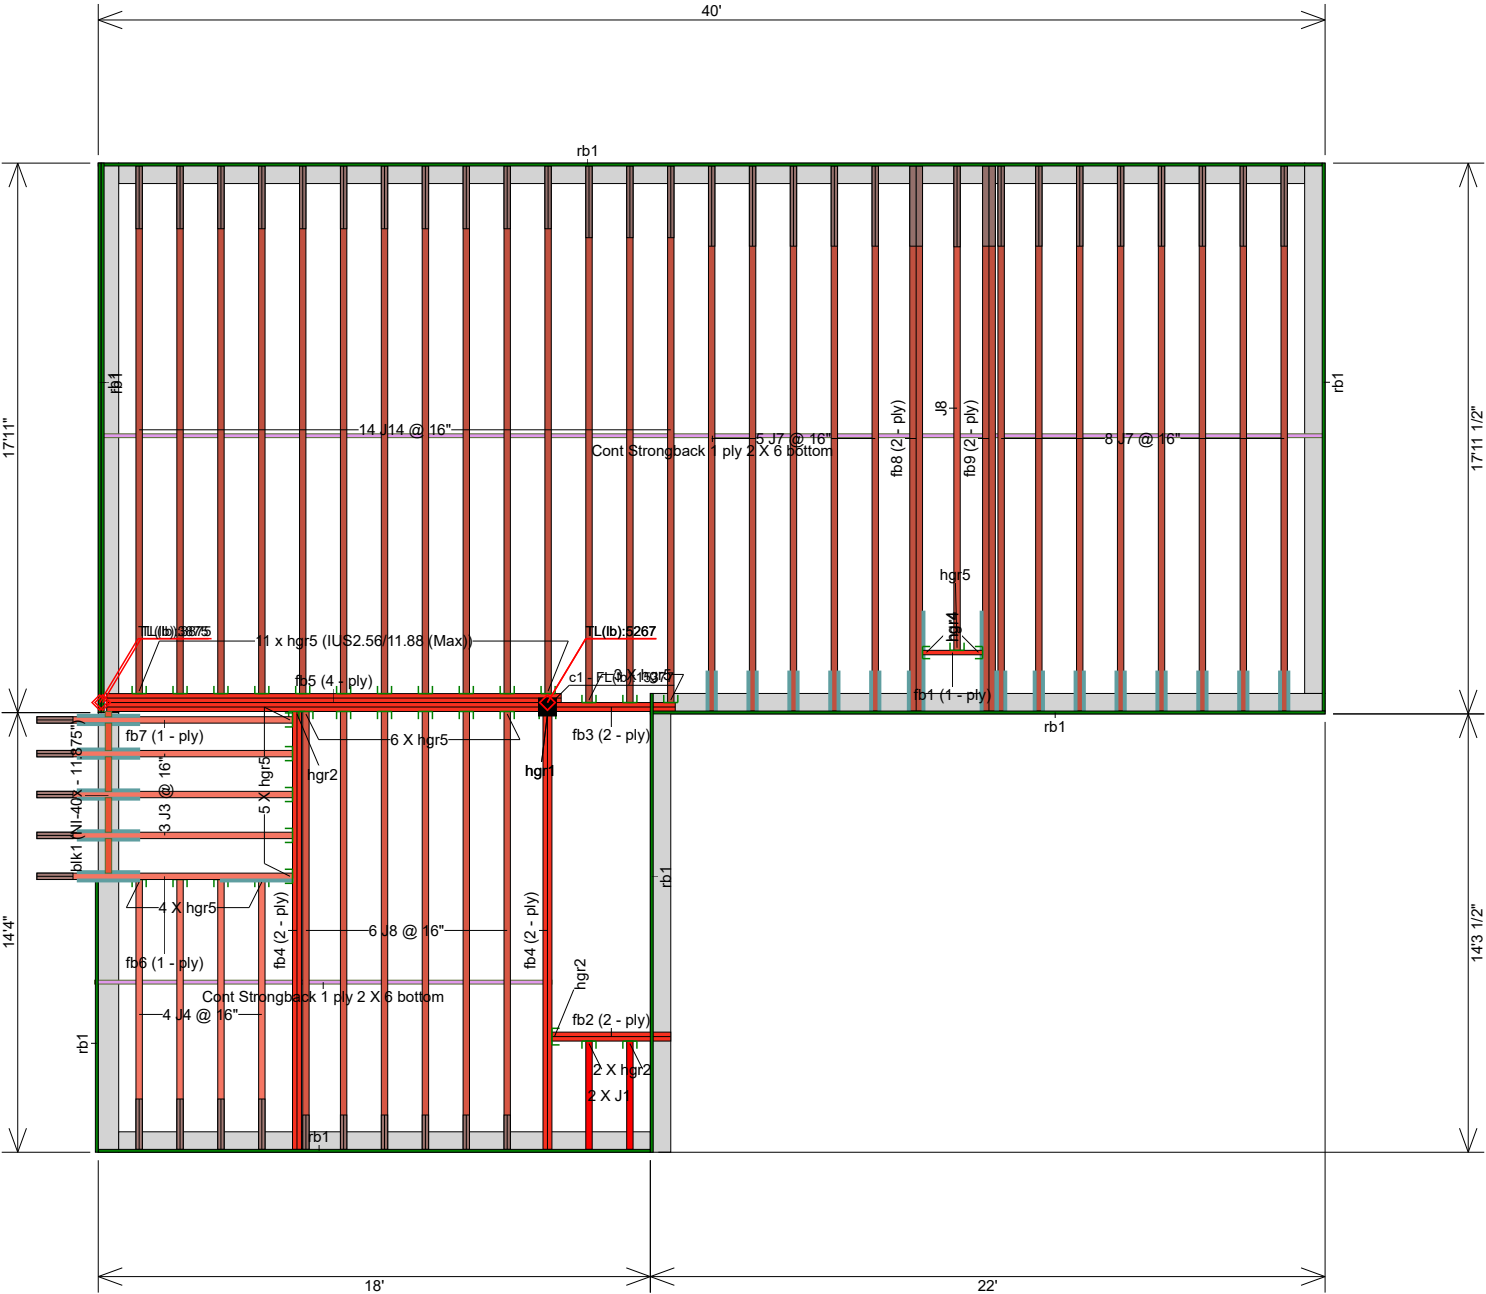 40'
rb1
17'11"
17'11 1/2"
rb1
rb1
14 J14 @ 16"
Cont Strongback 1 ply 2 X 6 bottom
5 J7 @ 16"
fb8 (2 - ply)
J8
fb9 (2 - ply)
8 J7 @ 16"
hgr5
hgr4
fb1 (1 - ply)
11 x hgr5 (IUS2.56/11.88 (Max))
TL(lb):5267
3 X hgr5
fb5 (4 - ply)
fb7 (1 - ply)
6 X hgr5
fb3 (2 - ply)
rb1
hgr2
hgr1
blk1 (NI-40x - 11.875")
3 J3 @ 16"
5 X hgr5
4 X hgr5
rb1
fb4 (2 - ply)
6 J8 @ 16"
fb4 (2 - ply)
14'4"
14'3 1/2"
fb6 (1 - ply)
hgr2
Cont Strongback 1 ply 2 X 6 bottom
4 J4 @ 16"
fb2 (2 - ply)
rb1
2 X hgr2
2 X J1
rb1
18'
22'